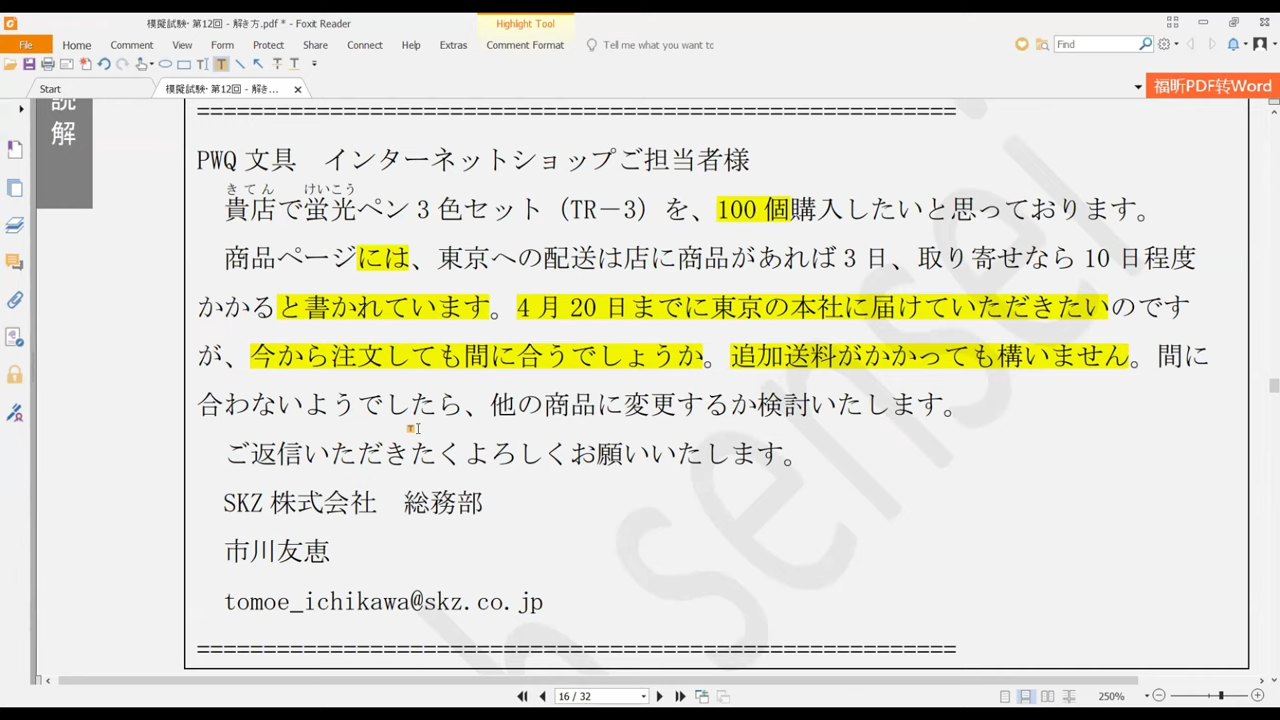 模擬試験・第12回 - 解き方.pdf * - Foxit Reader
Highlight Tool
File Home Comment View Form Protect Share Connect Help Extras Comment Format Tell me what you want tc Find
Start 模擬試験・第12回 - 解き... 福昕PDF转Word
読
解
==========================================================
PWQ 文具 インターネットショップご担当者様
きてん けいこう
貴店で蛍光ペン 3 色セット（TR－3）を、100 個購入したいと思っております。
商品ページには、東京への配送は店に商品があれば 3 日、取り寄せなら 10 日程度
かかると書かれています。4 月 20 日までに東京の本社に届けていただきたいのです
が、今から注文しても間に合うでしょうか。追加送料がかかっても構いません。間に
合わないようでしたら、他の商品に変更するか検討いたします。
ご返信いただきたくよろしくお願いいたします。
SKZ 株式会社 総務部
市川友恵
tomoe_ichikawa@skz.co.jp
==========================================================
16 / 32 250%